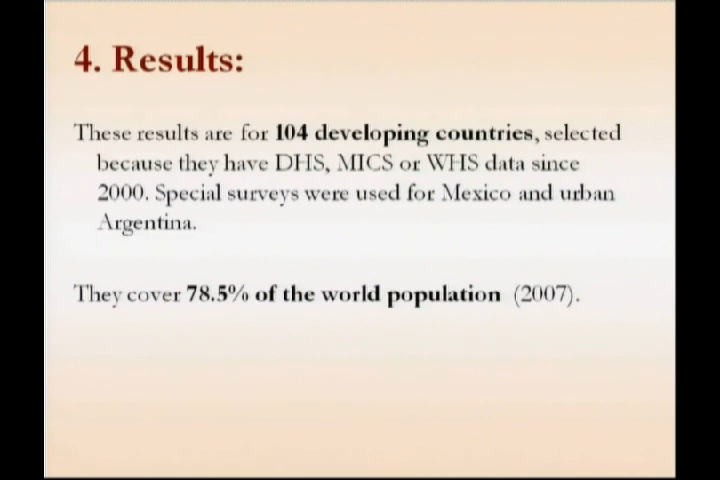 4. Results:
These results are for 104 developing countries, selected
because they have DHS, MICS or WHS data since
2000. Special surveys were used for Mexico and urban
Argentina.
They cover 78.5% of the world population (2007).